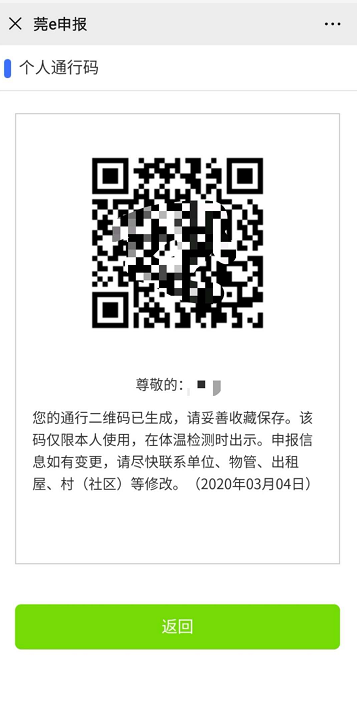 莞e申报
个人通行码
尊敬的：
您的通行二维码已生成，请妥善收藏保存。该
码仅限本人使用，在体温检测时出示。申报信
息如有变更，请尽快联系单位、物管、出租
屋、村（社区）等修改。（2020年03月04日）
返回